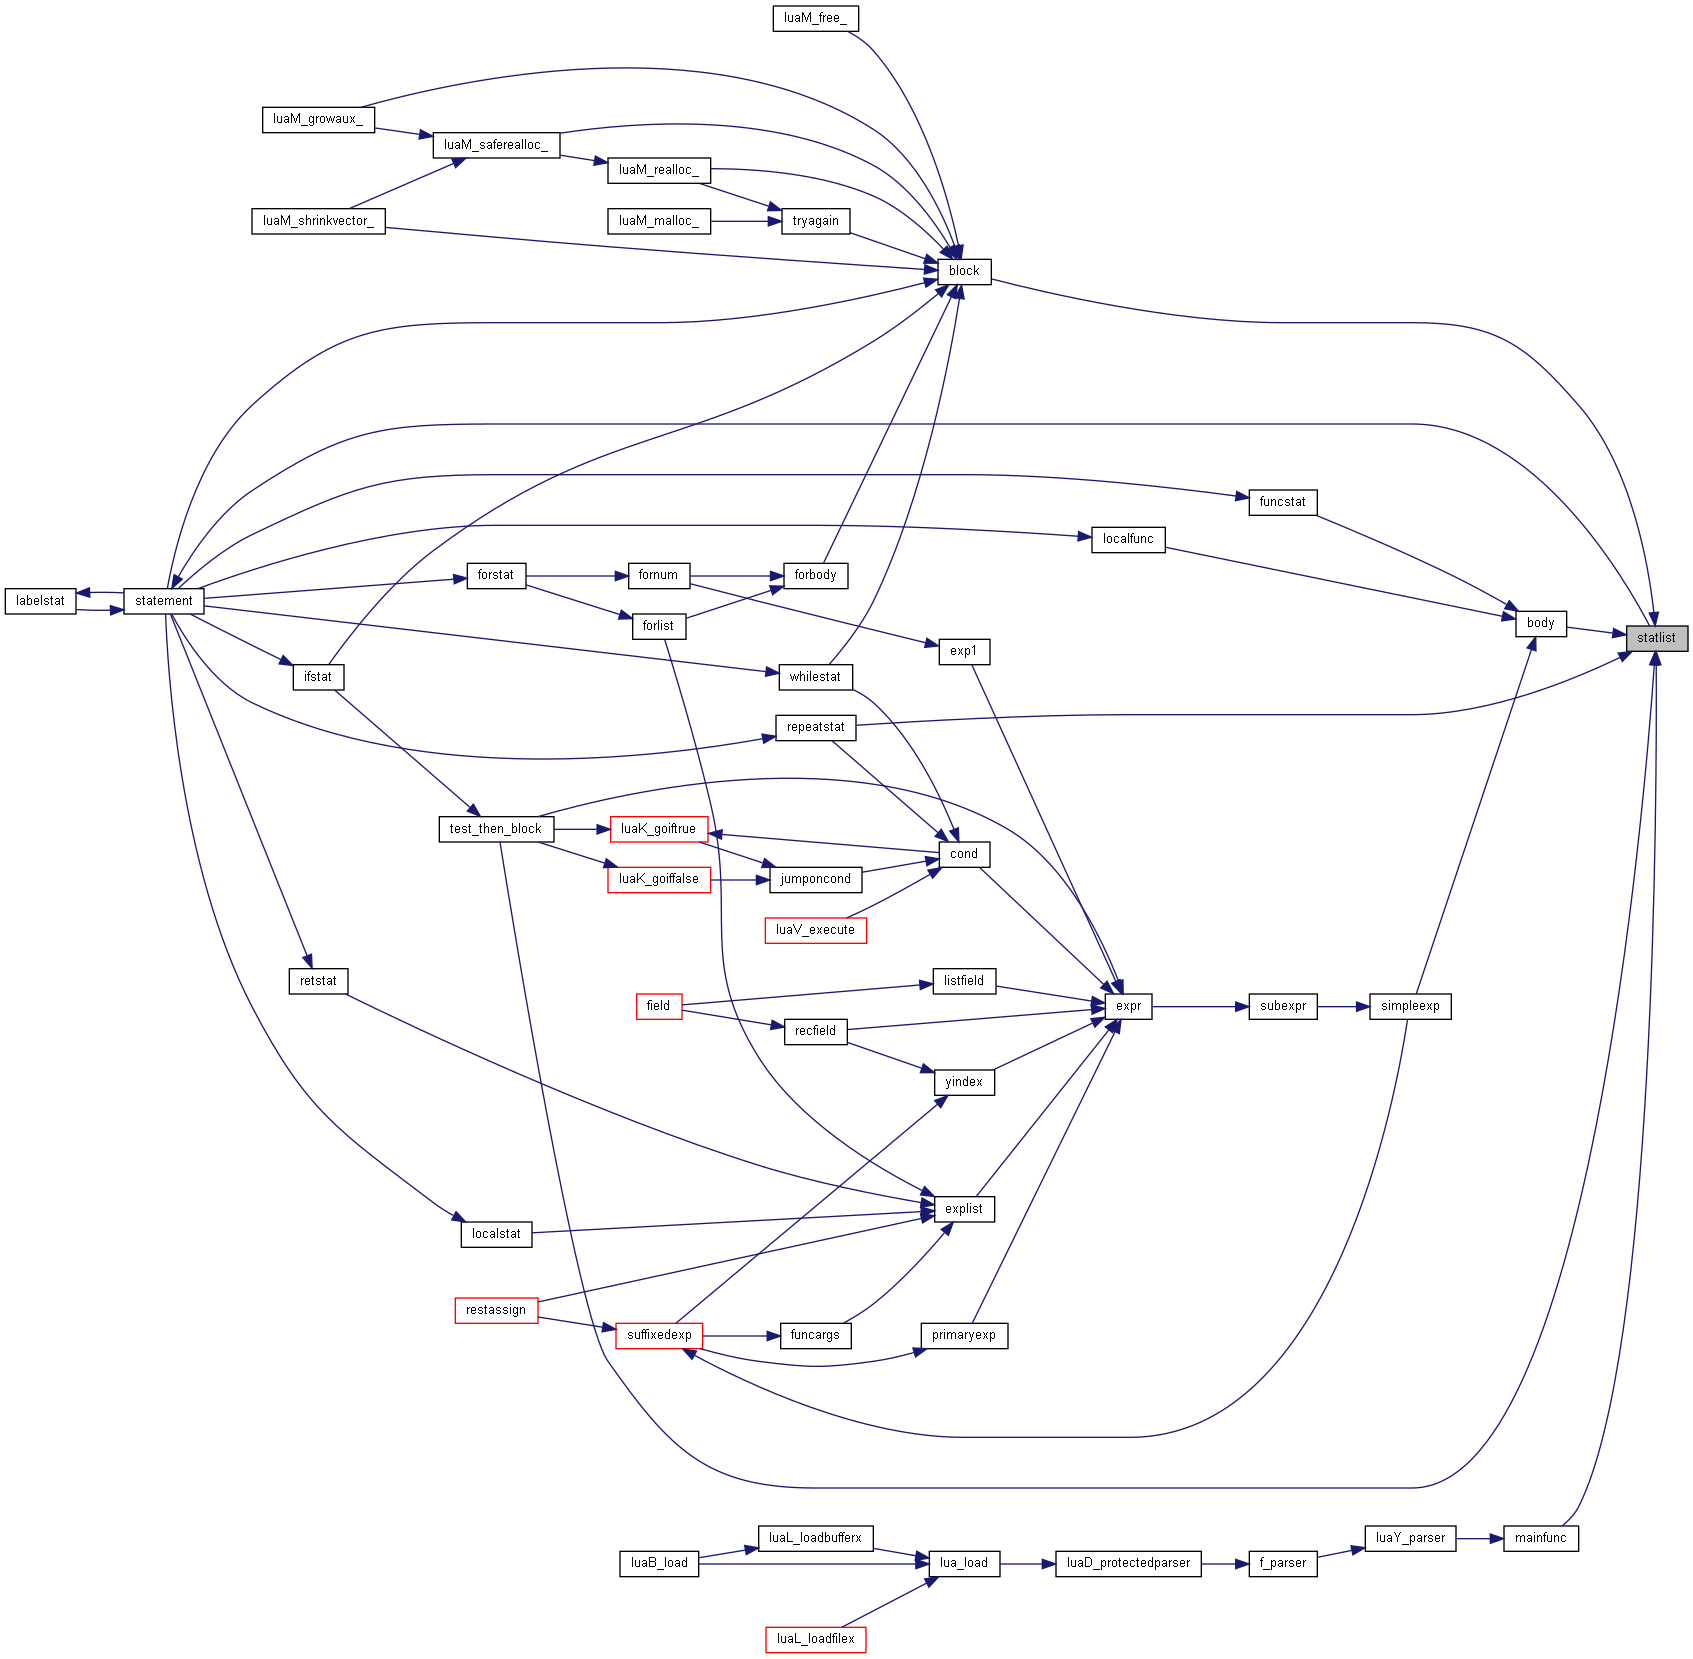 luaM_free_
luaM_growaux_
luaM_saferealloc_
luaM_realloc_
luaM_shrinkvector_
luaM_malloc_
tryagain
block
funcstat
localfunc
forstat
fornum
forbody
labelstat
statement
forlist
body
statlist
exp1
ifstat
whilestat
repeatstat
test_then_block
luaK_goiftrue
cond
luaK_goiffalse
jumponcond
luaV_execute
retstat
listfield
field
expr
subexpr
simpleexp
recfield
yindex
explist
localstat
restassign
suffixedexp
funcargs
primaryexp
luaL_loadbufferx
luaY_parser
mainfunc
luaB_load
lua_load
luaD_protectedparser
f_parser
luaL_loadfilex